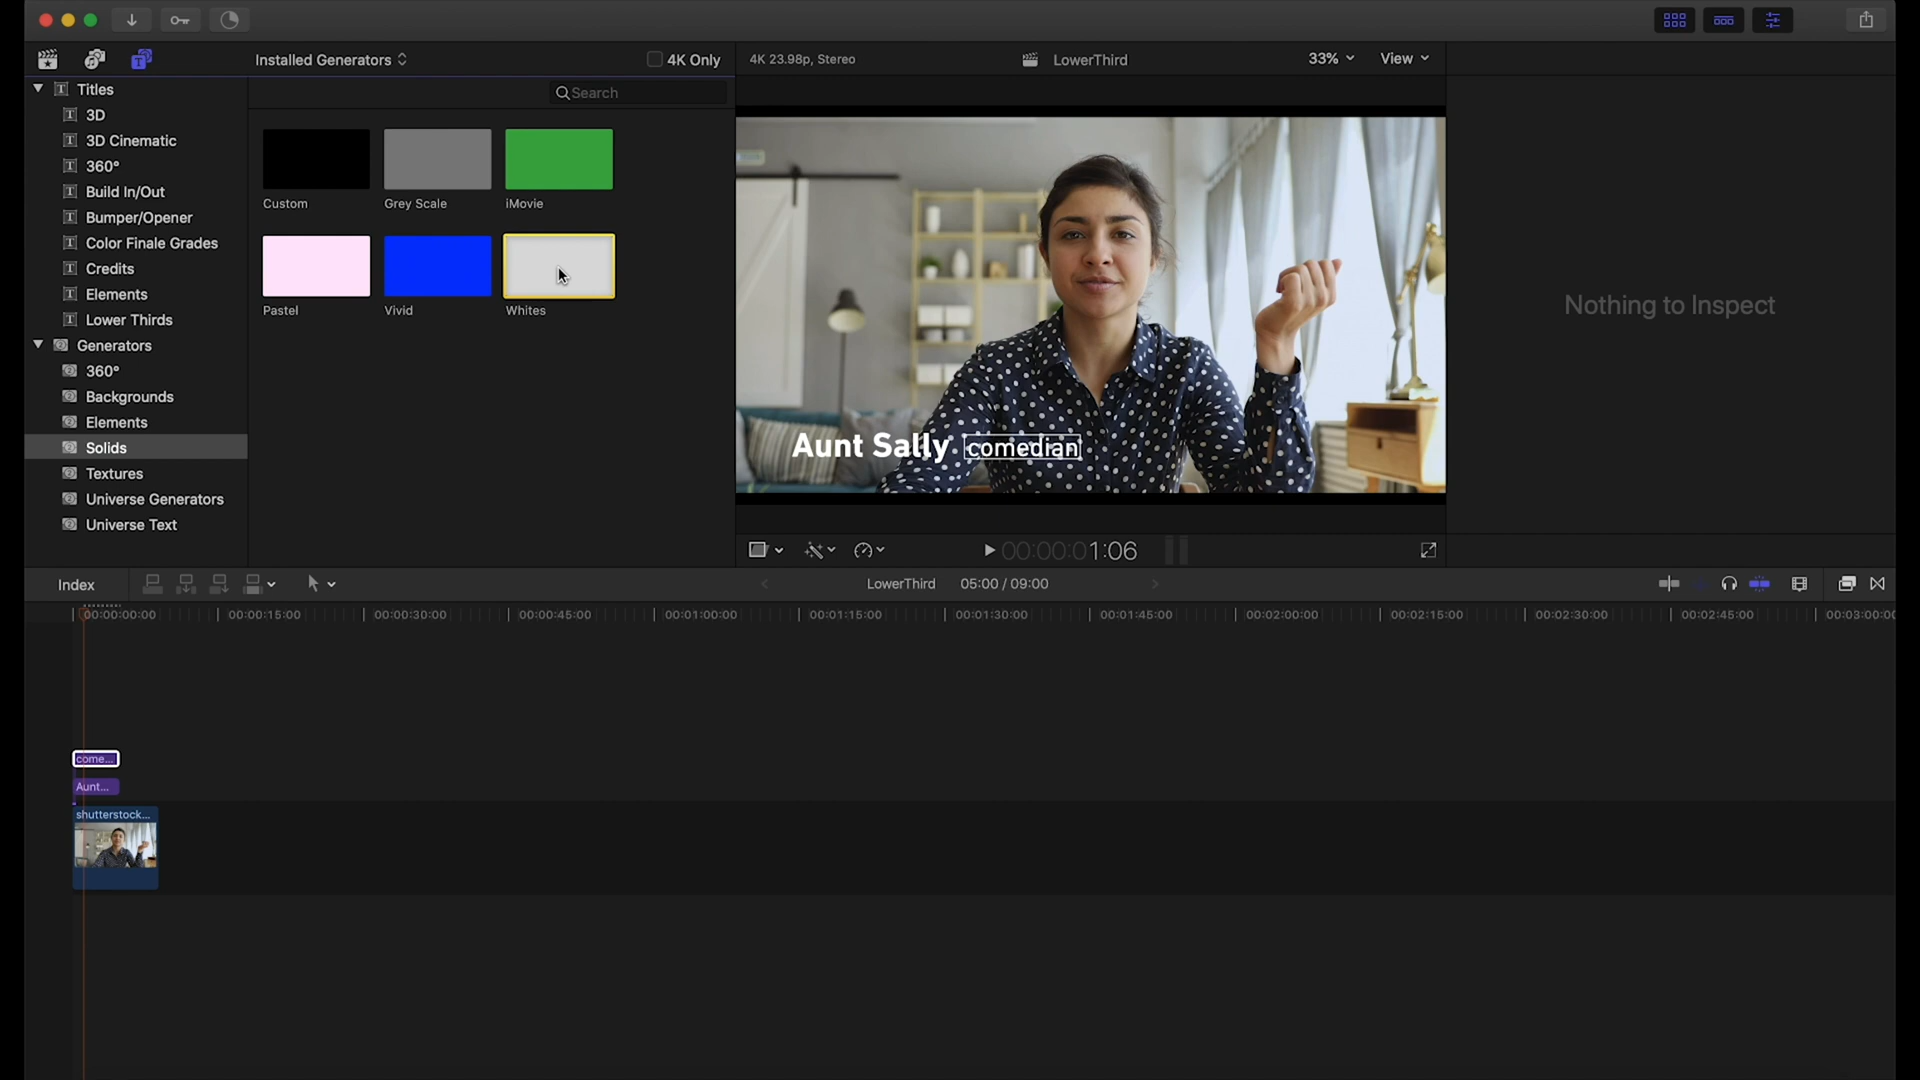 Installed Generators
4K Only
4K 23.98p, Stereo
LowerThird
33%
View
Search
Titles
3D
3D Cinematic
360°
Build In/Out
Bumper/Opener
Color Finale Grades
Credits
Elements
Lower Thirds
Generators
360°
Backgrounds
Elements
Solids
Textures
Universe Generators
Universe Text
Custom
Grey Scale
iMovie
Pastel
Vivid
Whites
Aunt Sally comedian
Nothing to Inspect
00:00:01:06
Index
LowerThird
05:00 / 09:00
00:00:00:00
00:00:15:00
00:00:30:00
00:00:45:00
00:01:00:00
00:01:15:00
00:01:30:00
00:01:45:00
00:02:00:00
00:02:15:00
00:02:30:00
00:02:45:00
00:03:00:00
come...
Aunt...
shutterstock...